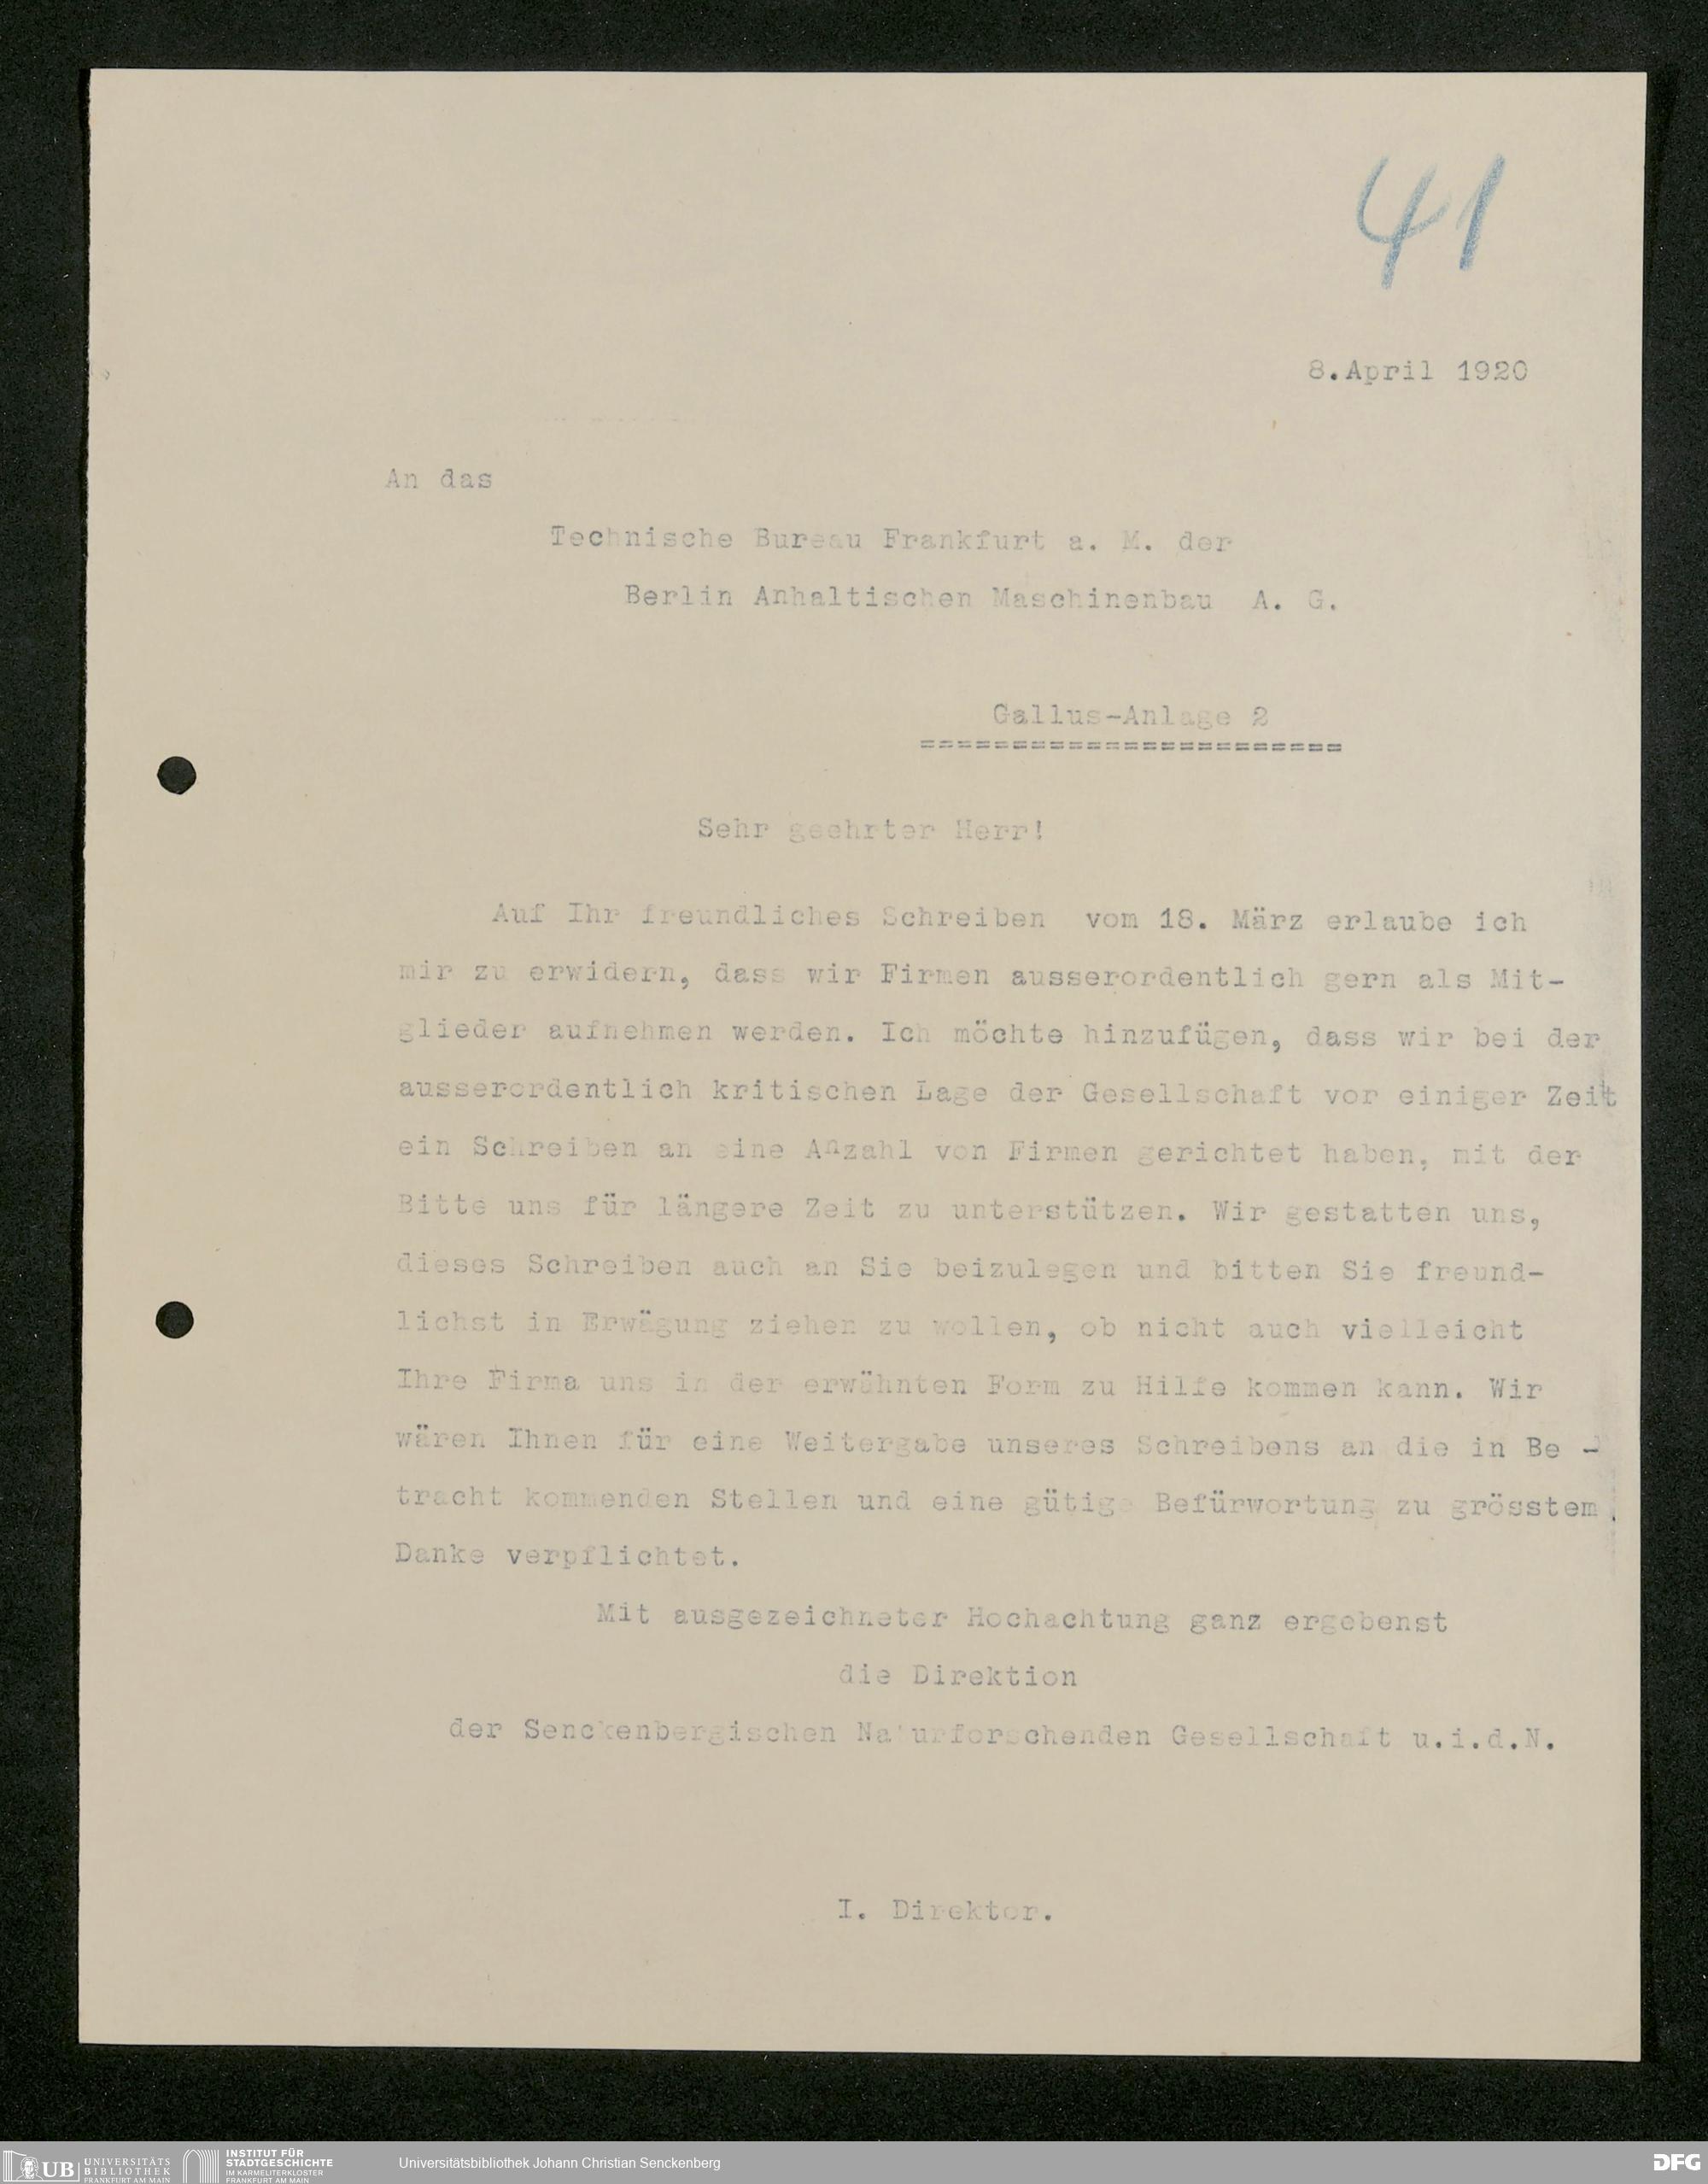 41
8.April 1920
An das
Technische Bureau Frankfurt a. M. der
Berlin Anhaltischen Maschinenbau A. G.
Gallus-Anlage 2
=======================
Sehr geehrter Herr!
Auf Ihr freundliches Schreiben vom 18. März erlaube ich
mir zu erwidern, dass wir Firmen ausserordentlich gern als Mit-
glieder aufnehmen werden. Ich möchte hinzufügen, dass wir bei der
ausserordentlich kritischen Lage der Gesellschaft vor einiger Zeit
ein Schreiben an eine Anzahl von Firmen gerichtet haben, mit der
Bitte uns für längere Zeit zu unterstützen. Wir gestatten uns,
dieses Schreiben auch an Sie beizulegen und bitten Sie freund-
lichst in Erwägung ziehen zu wollen, ob nicht auch vielleicht
Ihre Firma uns in der erwähnten Form zu Hilfe kommen kann. Wir
wären Ihnen für eine Weitergabe unseres Schreibens an die in Be -
tracht kommenden Stellen und eine gütige Befürwortung zu grösstem
Danke verpflichtet.
Mit ausgezeichneter Hochachtung ganz ergebenst
die Direktion
der Senckenbergischen Naturforschenden Gesellschaft u.i.d.N.
I. Direktor.
UB UNIVERSITÄTS
BIBLIOTHEK
FRANKFURT AM MAIN
INSTITUT FÜR
STADTGESCHICHTE
IM KARMELITERKLOSTER
FRANKFURT AM MAIN
Universitätsbibliothek Johann Christian Senckenberg
DFG